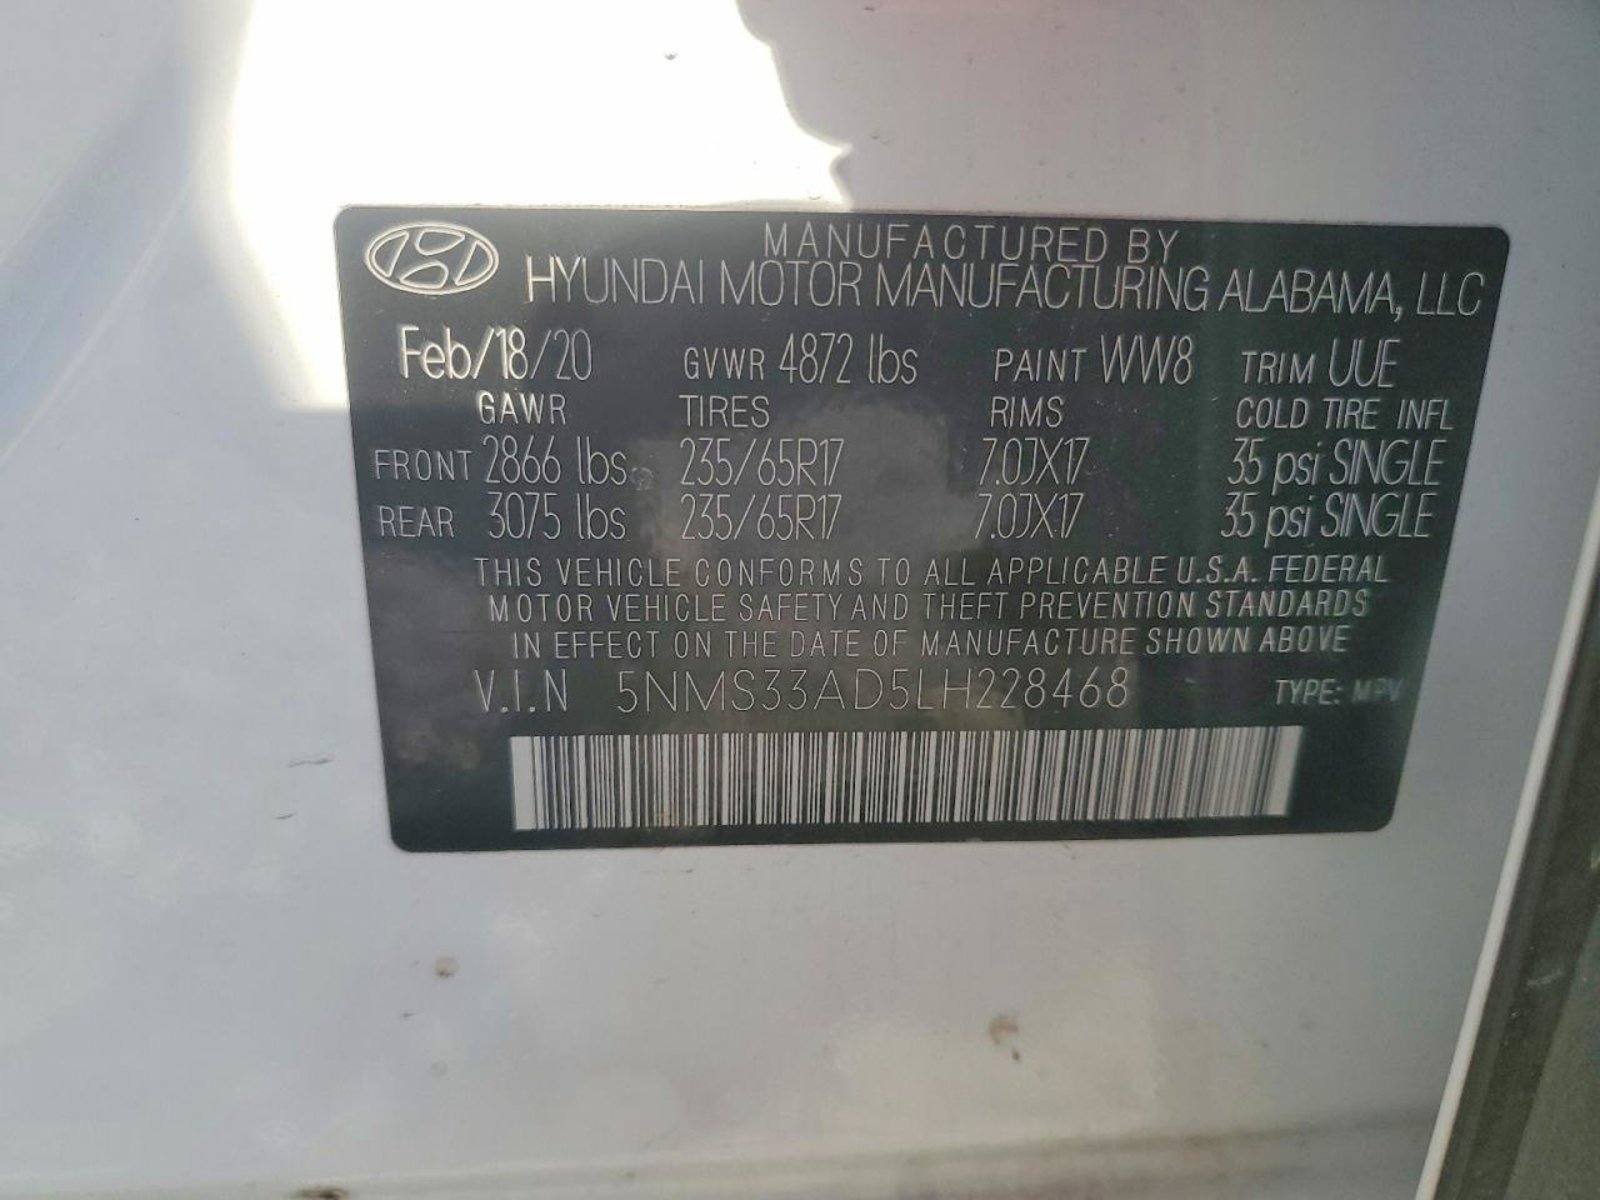 MANUFACTURED BY
HYUNDAI MOTOR MANUFACTURING ALABAMA, LLC
Feb/18/20 GVWR 4872 lbs PAINT WW8 TRIM UUE
GAWR TIRES RIMS COLD TIRE INFL
FRONT 2866 lbs 235/65R17 7.0JX17 35 psi SINGLE
REAR 3075 lbs 235/65R17 7.0JX17 35 psi SINGLE
THIS VEHICLE CONFORMS TO ALL APPLICABLE U.S.A. FEDERAL
MOTOR VEHICLE SAFETY AND THEFT PREVENTION STANDARDS
IN EFFECT ON THE DATE OF MANUFACTURE SHOWN ABOVE
V.I.N 5NMS33AD5LH228468 TYPE: MPV